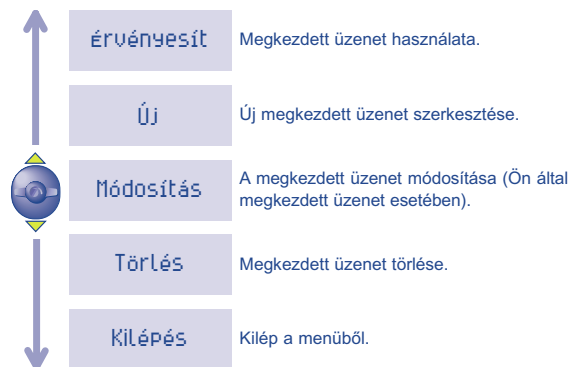 érvényesít
Megkezdett üzenet használata.
Új
Új megkezdett üzenet szerkesztése.
Módosítás
A megkezdett üzenet módosítása (Ön által
megkezdett üzenet esetében).
Törlés
Megkezdett üzenet törlése.
Kilépés
Kilép a menüből.